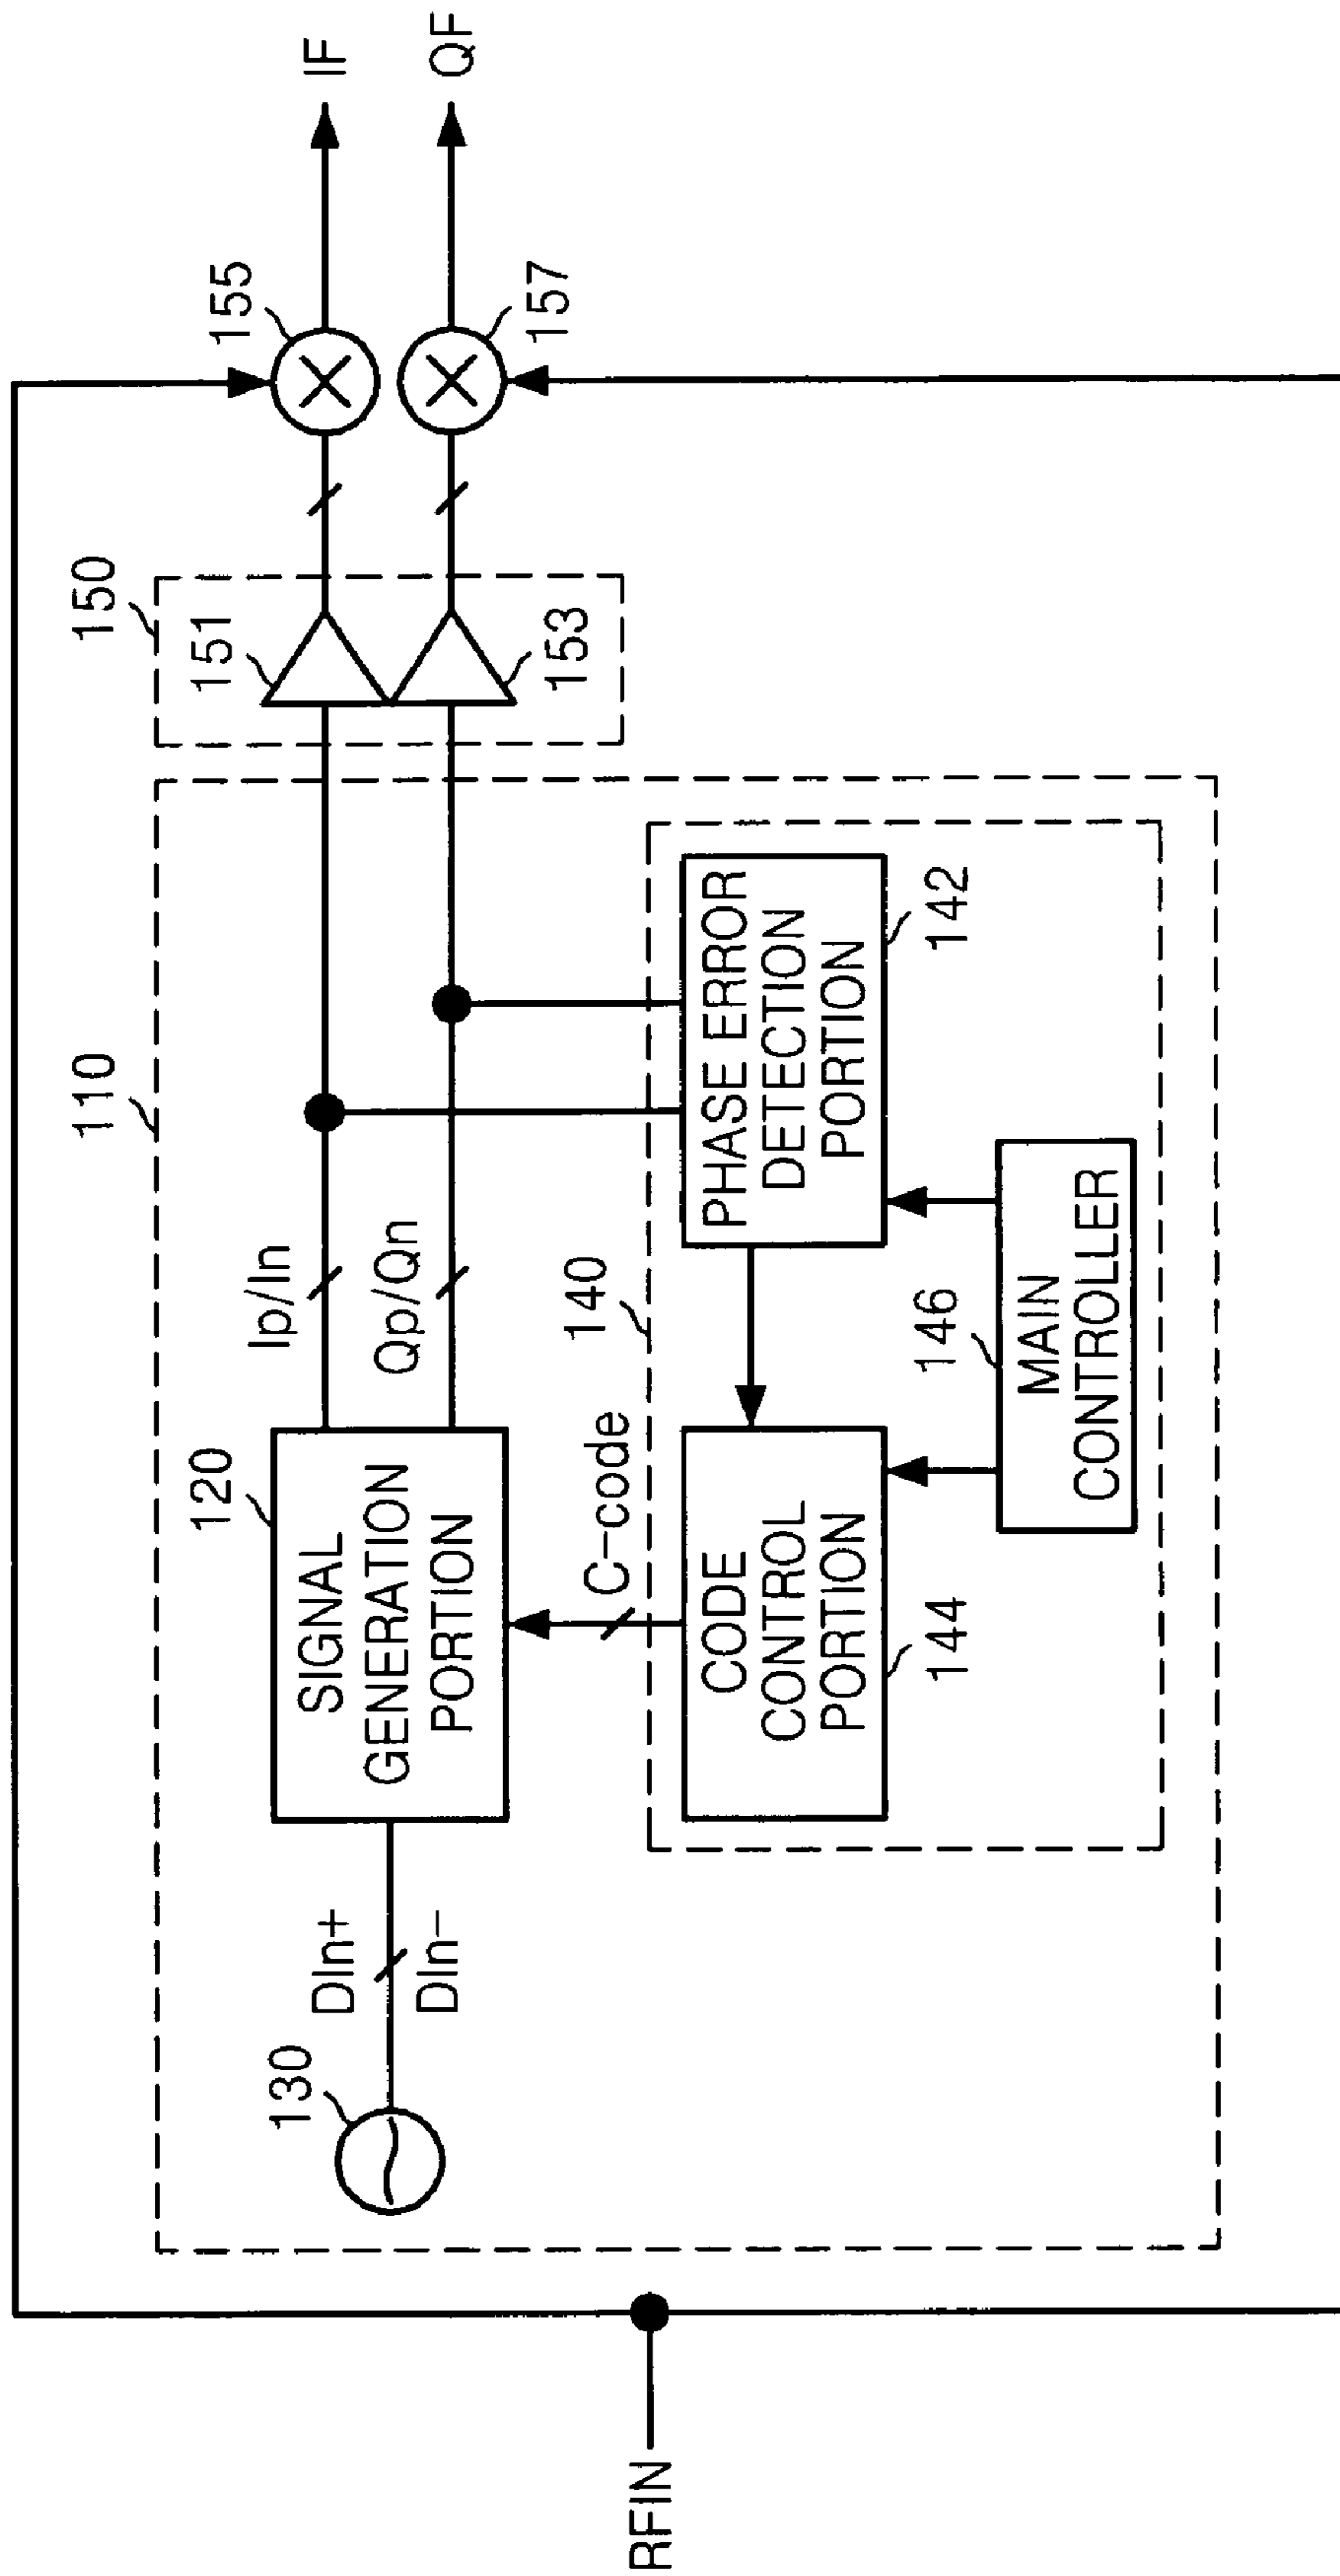 110
150
155
IF
120
151
130
DIn+
DIn−
SIGNAL
GENERATION
PORTION
Ip/In
Qp/Qn
153
157
QF
140
C-code
RFIN
CODE
CONTROL
PORTION
144
PHASE ERROR
DETECTION
PORTION
142
146
MAIN
CONTROLLER